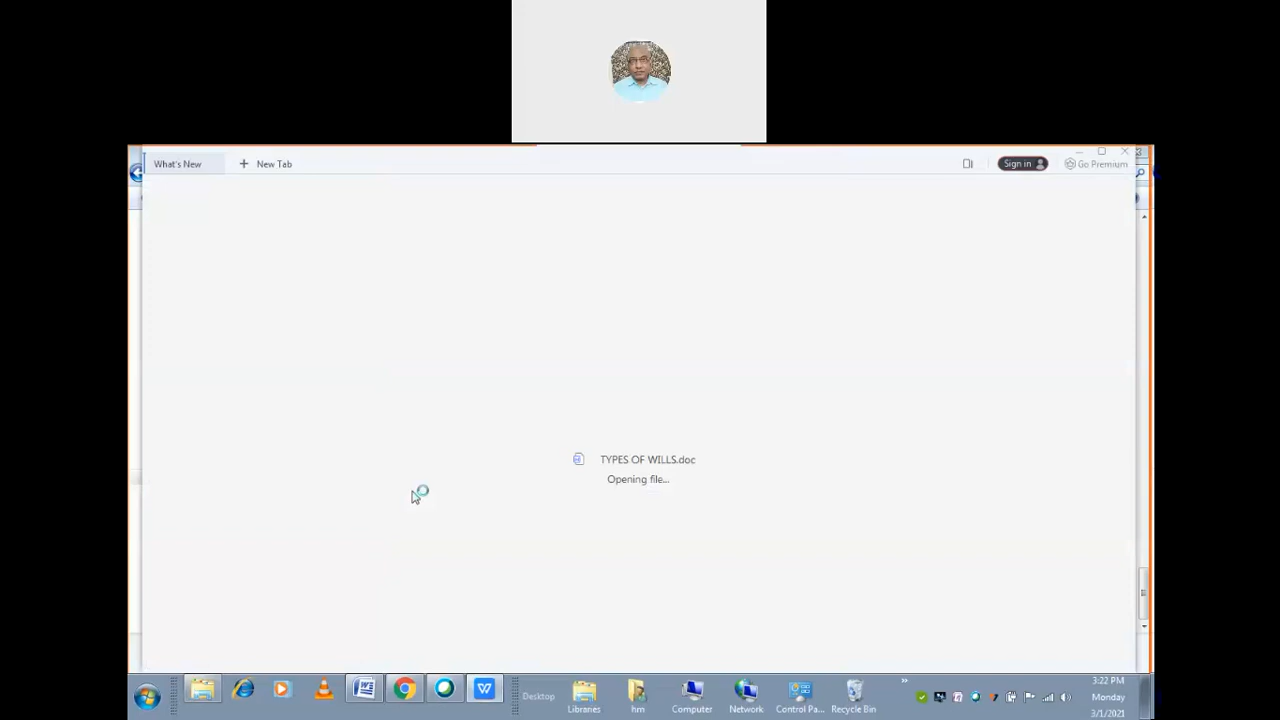 What's New
New Tab
Sign in
Go Premium
TYPES OF WILLS.doc
Opening file...
Desktop
Libraries
hm
Computer
Network
Control Pa...
Recycle Bin
3:22 PM
Monday
3/1/2021